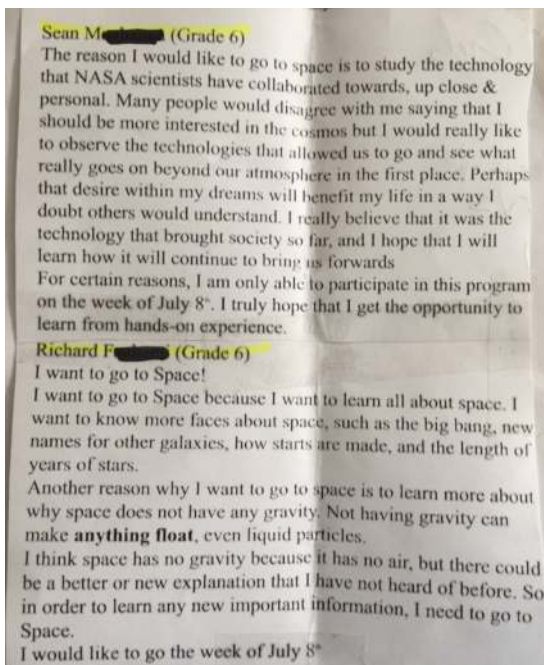 Sean M (Grade 6)
The reason I would like to go to space is to study the technology
that NASA scientists have collaborated towards, up close &
personal. Many people would disagree with me saying that I
should be more interested in the cosmos but I would really like
to observe the technologies that allowed us to go and see what
really goes on beyond our atmosphere in the first place. Perhaps
that desire within my dreams will benefit my life in a way I
doubt others would understand. I really believe that it was the
technology that brought society so far, and I hope that I will
learn how it will continue to bring us forwards
For certain reasons, I am only able to participate in this program
on the week of July 8th. I truly hope that I get the opportunity to
learn from hands-on experience.
Richard F (Grade 6)
I want to go to Space!
I want to go to Space because I want to learn all about space. I
want to know more faces about space, such as the big bang, new
names for other galaxies, how starts are made, and the length of
years of stars.
Another reason why I want to go to space is to learn more about
why space does not have any gravity. Not having gravity can
make anything float, even liquid particles.
I think space has no gravity because it has no air, but there could
be a better or new explanation that I have not heard of before. So
in order to learn any new important information, I need to go to
Space.
I would like to go the week of July 8th